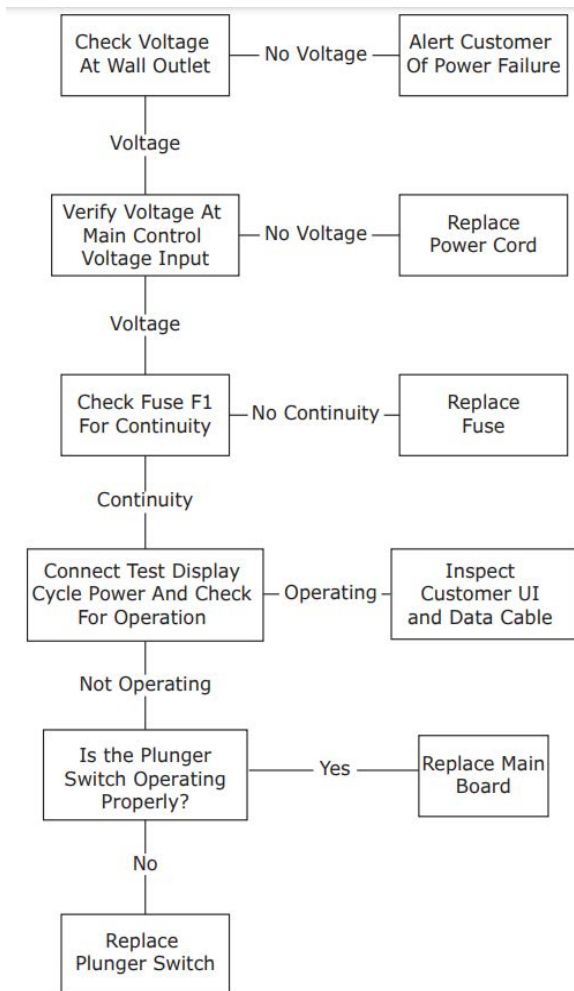 Check Voltage
At Wall Outlet
No Voltage
Alert Customer
Of Power Failure
Voltage
Verify Voltage At
Main Control
Voltage Input
No Voltage
Replace
Power Cord
Voltage
Check Fuse F1
For Continuity
No Continuity
Replace
Fuse
Continuity
Connect Test Display
Cycle Power And Check
For Operation
Operating
Inspect
Customer UI
and Data Cable
Not Operating
Is the Plunger
Switch Operating
Properly?
Yes
Replace Main
Board
No
Replace
Plunger Switch